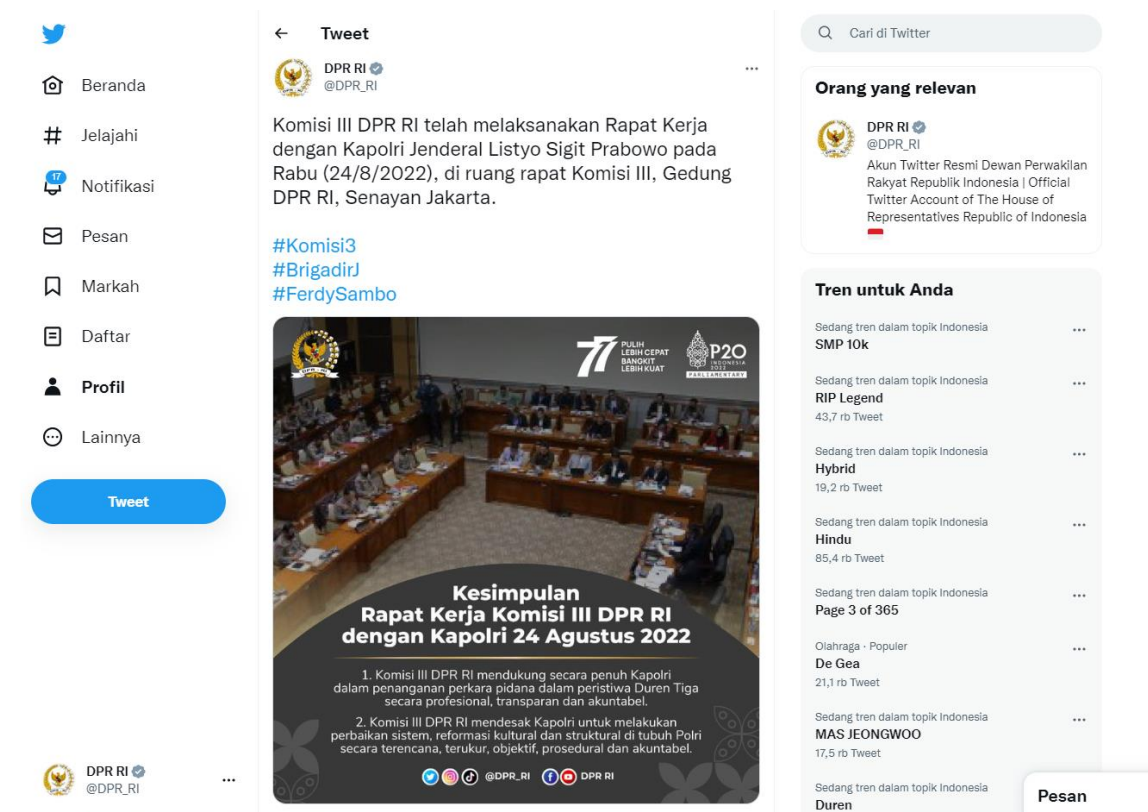 Beranda
Jelajahi
17
Notifikasi
Pesan
Markah
Daftar
Profil
Lainnya
Tweet
DPR RI
@DPR_RI
Tweet
DPR RI
@DPR_RI
Komisi III DPR RI telah melaksanakan Rapat Kerja
dengan Kapolri Jenderal Listyo Sigit Prabowo pada
Rabu (24/8/2022), di ruang rapat Komisi III, Gedung
DPR RI, Senayan Jakarta.
#Komisi3
#BrigadirJ
#FerdySambo
DPR - RI
77
PULIH
LEBIH CEPAT
BANGKIT
LEBIH KUAT
P20
INDONESIA
2022
PARLIAMENTARY
Kesimpulan
Rapat Kerja Komisi III DPR RI
dengan Kapolri 24 Agustus 2022
1. Komisi III DPR RI mendukung secara penuh Kapolri
dalam penanganan perkara pidana dalam peristiwa Duren Tiga
secara profesional, transparan dan akuntabel.
2. Komisi III DPR RI mendesak Kapolri untuk melakukan
perbaikan sistem, reformasi kultural dan struktural di tubuh Polri
secara terencana, terukur, objektif, prosedural dan akuntabel.
@DPR_RI DPR RI
Cari di Twitter
Orang yang relevan
DPR RI
@DPR_RI
Akun Twitter Resmi Dewan Perwakilan
Rakyat Republik Indonesia | Official
Twitter Account of The House of
Representatives Republic of Indonesia
Tren untuk Anda
Sedang tren dalam topik Indonesia
SMP 10k
Sedang tren dalam topik Indonesia
RIP Legend
43,7 rb Tweet
Sedang tren dalam topik Indonesia
Hybrid
19,2 rb Tweet
Sedang tren dalam topik Indonesia
Hindu
85,4 rb Tweet
Sedang tren dalam topik Indonesia
Page 3 of 365
Olahraga · Populer
De Gea
21,1 rb Tweet
Sedang tren dalam topik Indonesia
MAS JEONGWOO
17,5 rb Tweet
Sedang tren dalam topik Indonesia
Duren
Pesan